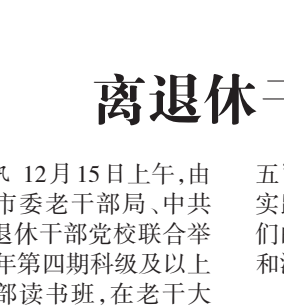 离退休
12月15日上午,由
市委老干部局、中共
退休干部党校联合举
年第四期科级及以上
部读书班,在老干大
五
实
们
和